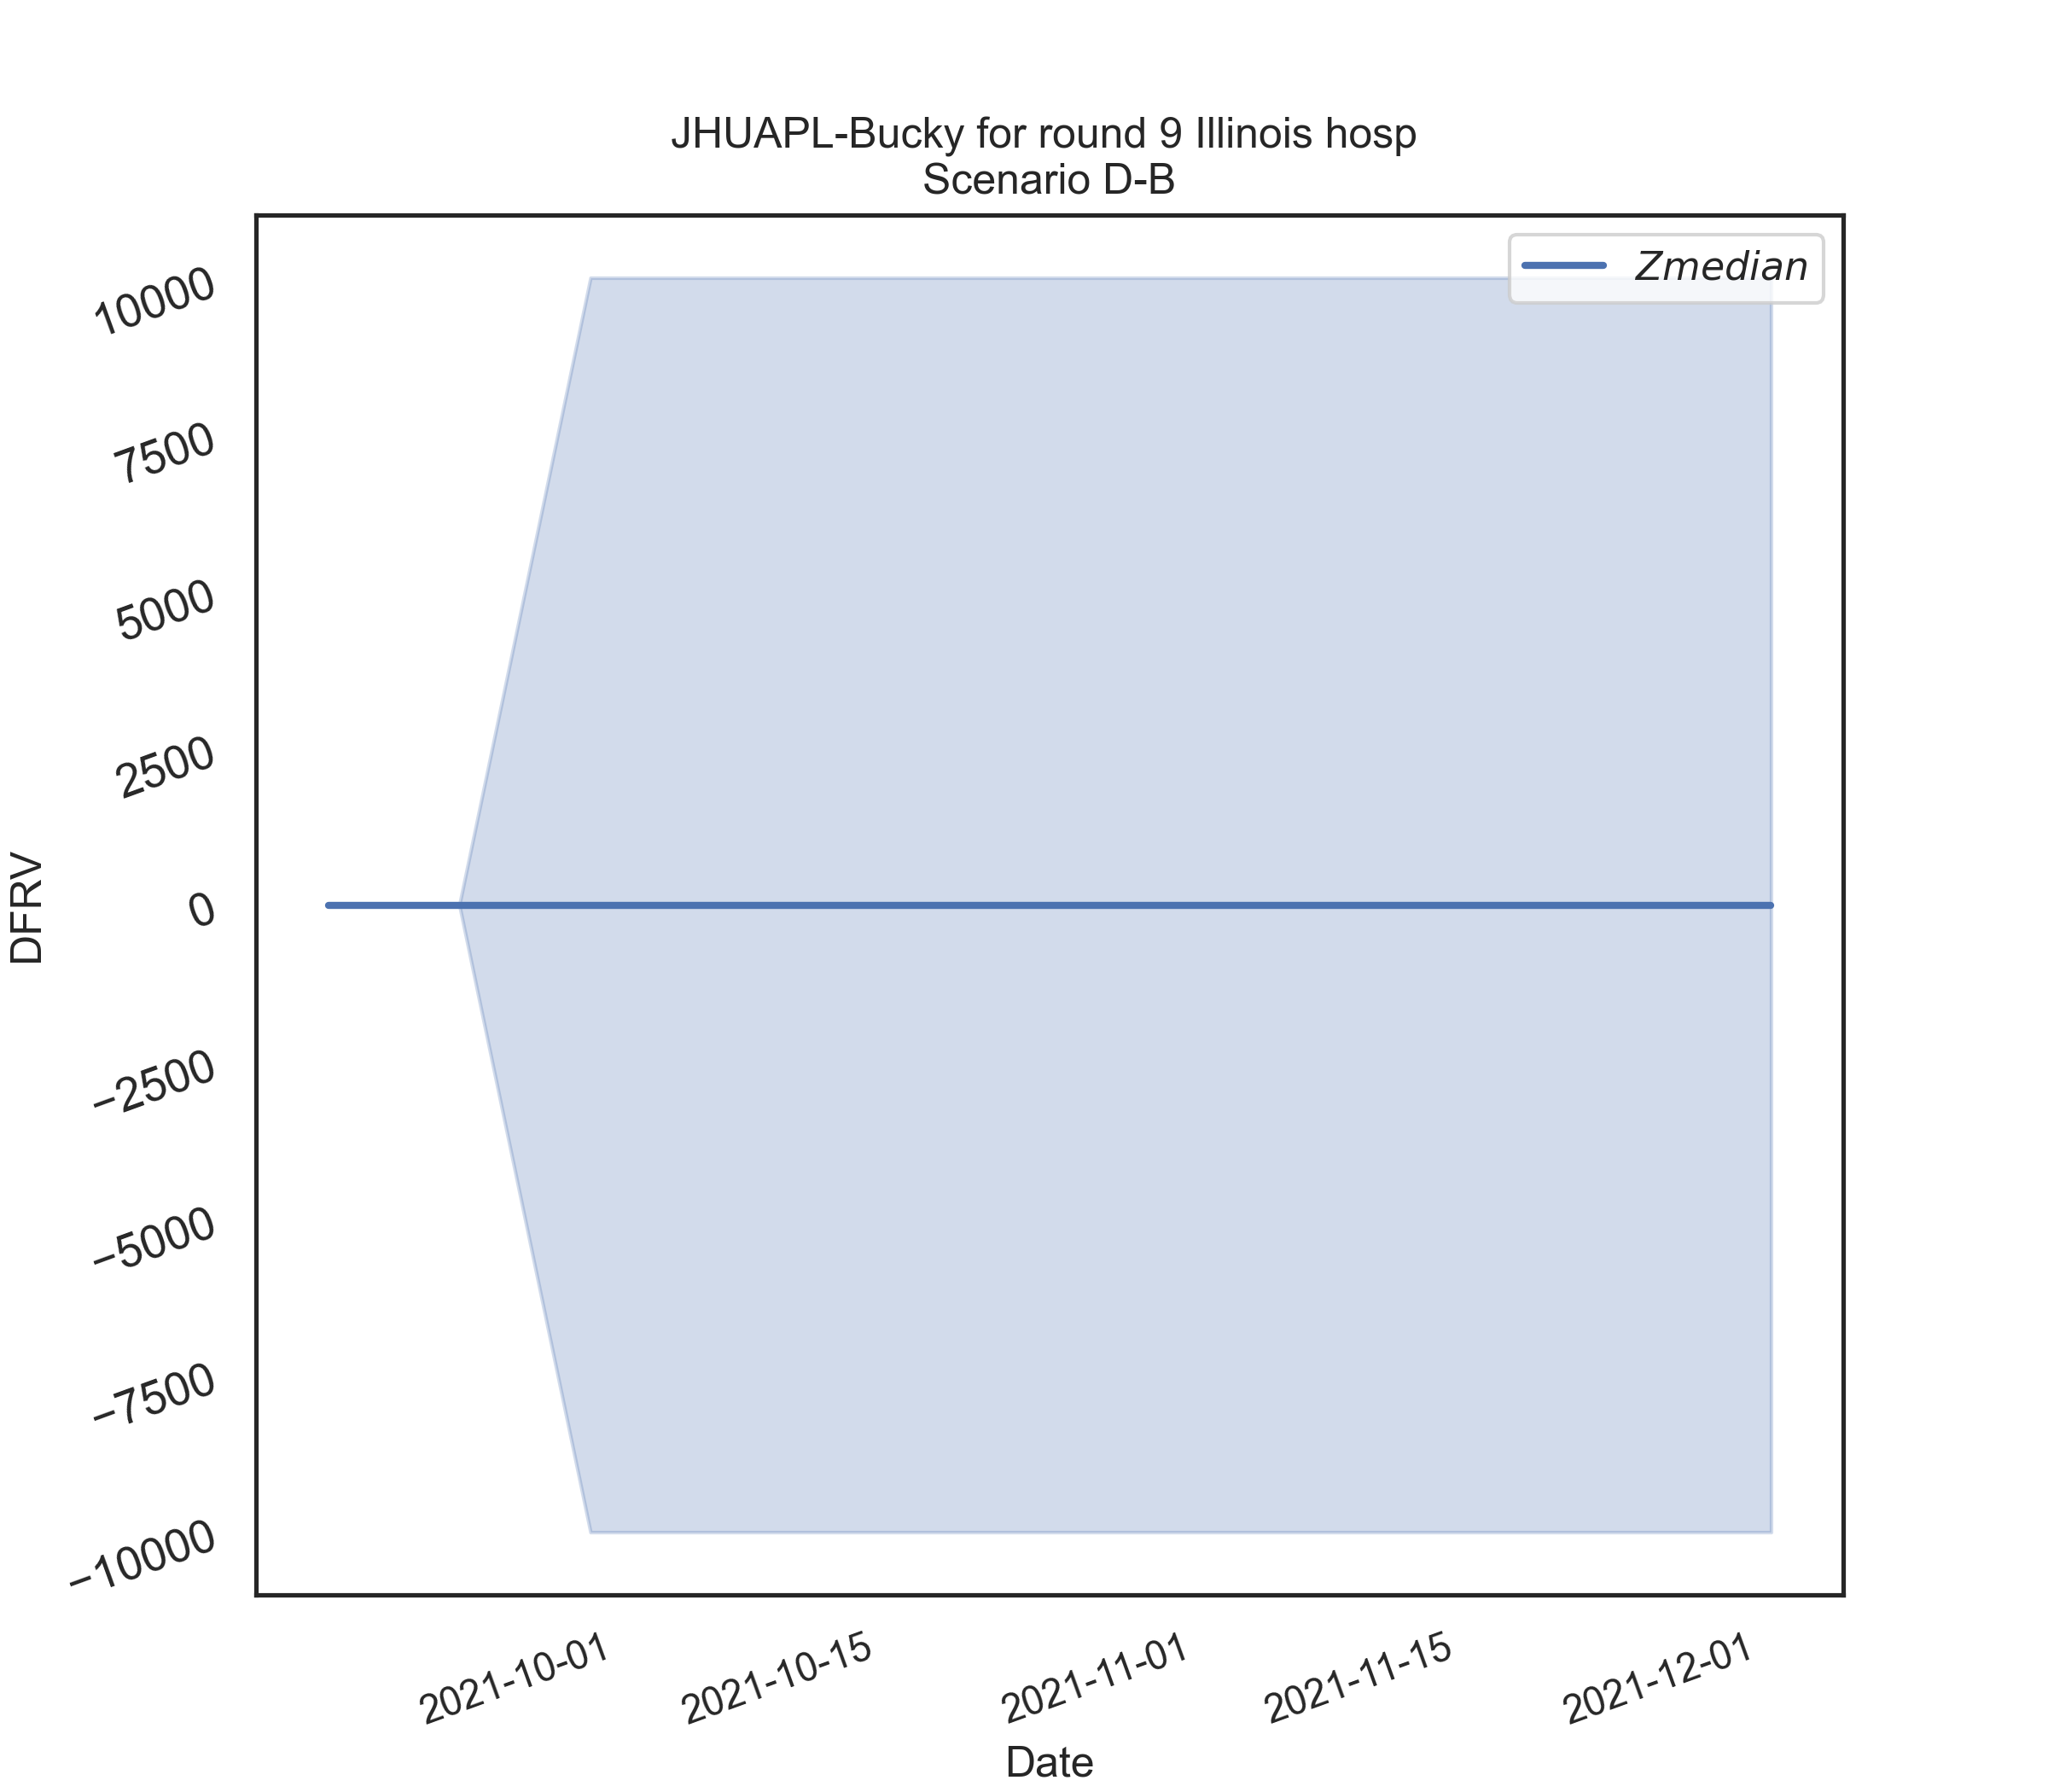 JHUAPL-Bucky for round 9 Illinois hosp
Scenario D-B
Zmedian
10000
7500
5000
2500
0
−2500
−5000
−7500
−10000
DFRV
2021-10-01
2021-10-15
2021-11-01
2021-11-15
2021-12-01
Date